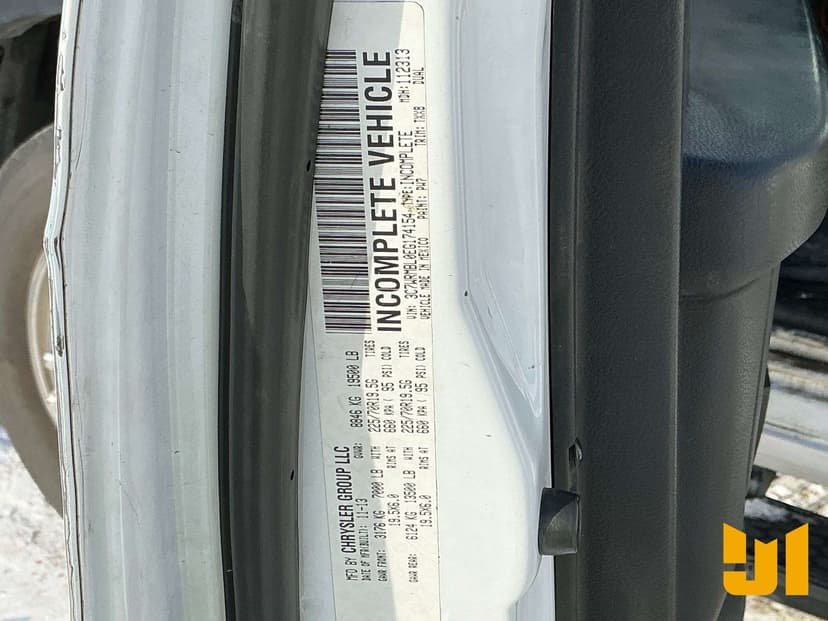 MFD BY CHRYSLER GROUP LLC
DATE OF MFR(BUILT): 11-13 GVWR: 8846 KG 19500 LB
GAWR FRONT: 3176 KG 7000 LB WITH 225/70R19.5G TIRES
19.5X6.0 RIMS AT 660 KPA ( 95 PSI) COLD
GAWR REAR: 6124 KG 13500 LB WITH 225/70R19.5G TIRES
19.5X6.0 RIMS AT 660 KPA ( 95 PSI) COLD DUAL
INCOMPLETE VEHICLE
MDH: 112313
VIN: 3C7WRMBL0EG174154 TYPE: INCOMPLETE
VEHICLE MADE IN MEXICO PAINT: PW7 TRIM: TXX8